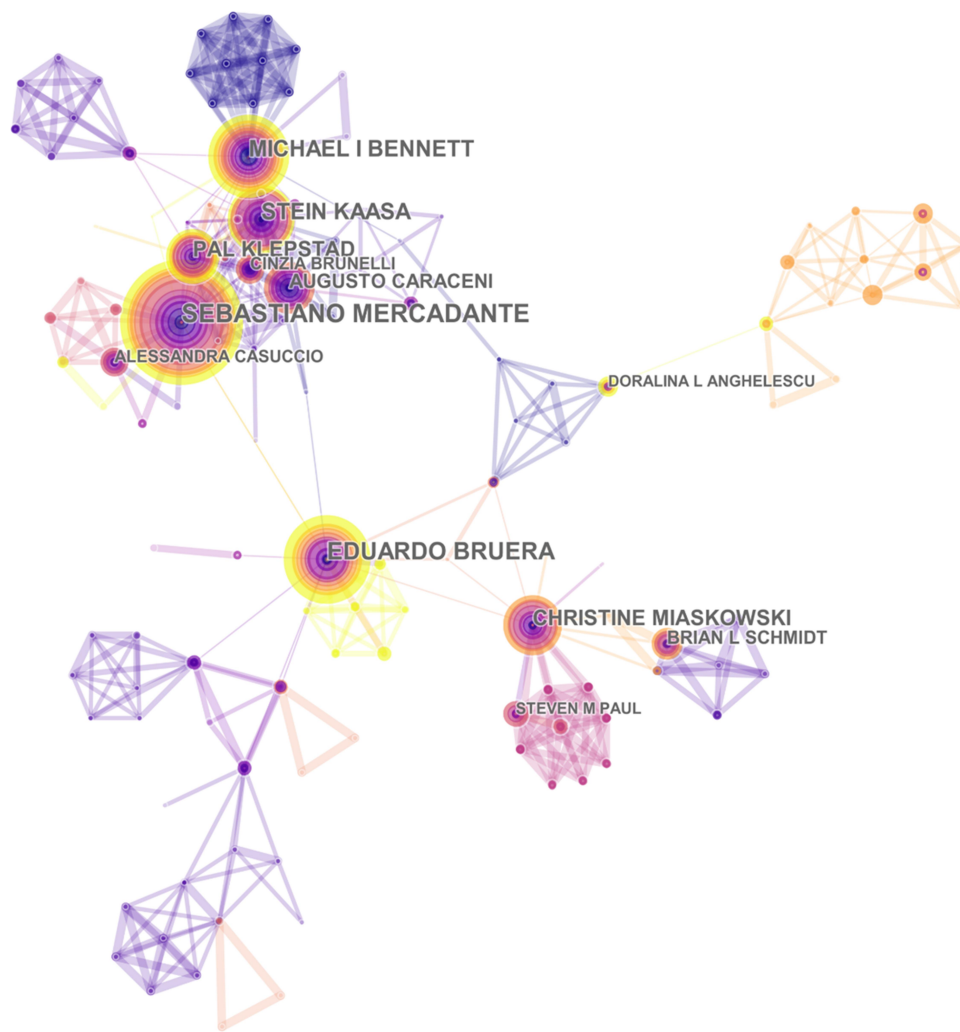 MICHAEL I BENNETT
STEIN KAASA
PAL KLEPSTAD
CINZIA BRUNELLI
AUGUSTO CARACENI
SEBASTIANO MERCADANTE
ALESSANDRA CASUCCIO
DORALINA L ANGHELESCU
EDUARDO BRUERA
CHRISTINE MIASKOWSKI
BRIAN L SCHMIDT
STEVEN M PAUL